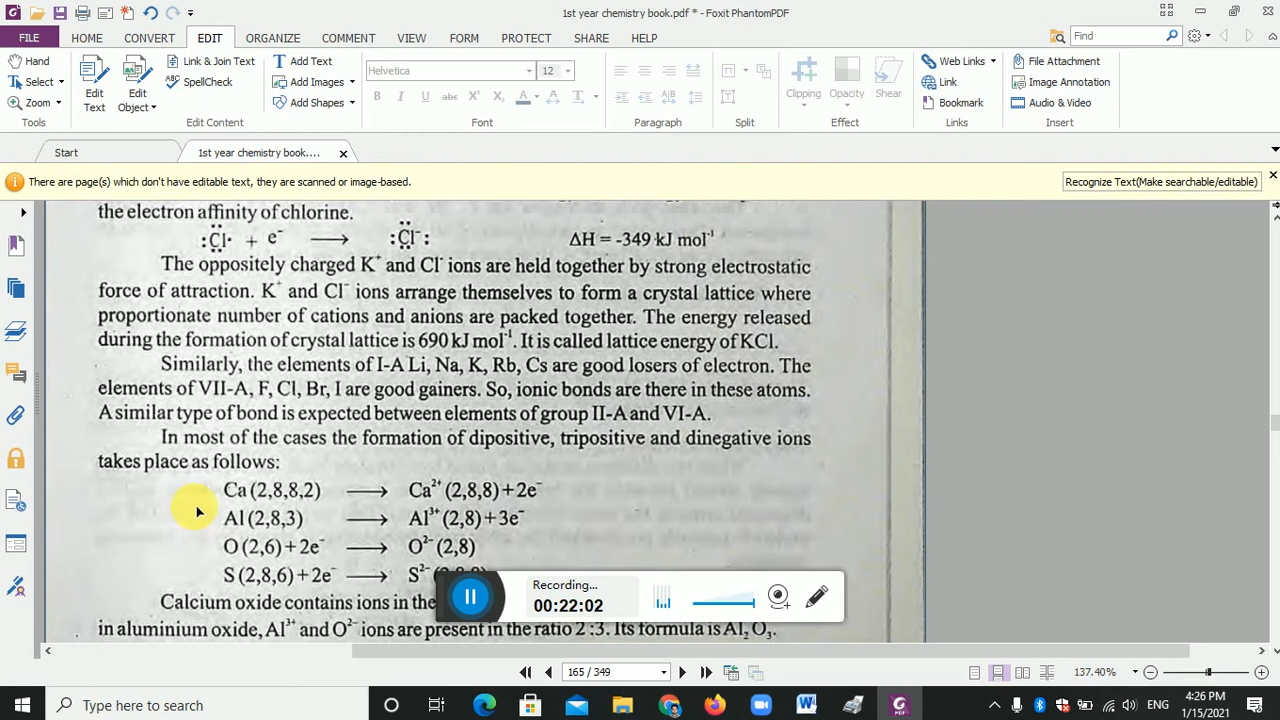 1st year chemistry book.pdf * - Foxit PhantomPDF
FILE HOME CONVERT EDIT ORGANIZE COMMENT VIEW FORM PROTECT SHARE HELP Find
Hand Select Zoom Tools
Edit Text Edit Object Link & Join Text SpellCheck Edit Content
Add Text Add Images Add Shapes
Helvetica 12 Font
Paragraph Split
Clipping Opacity Shear Effect
Web Links Link Bookmark Links
File Attachment Image Annotation Audio & Video Insert
Start 1st year chemistry book....
There are page(s) which don't have editable text, they are scanned or image-based. Recognize Text(Make searchable/editable)
the electron affinity of chlorine.
:Cl· + e⁻ ⟶ :Cl⁻: ΔH = -349 kJ mol⁻¹
The oppositely charged K⁺ and Cl⁻ ions are held together by strong electrostatic
force of attraction. K⁺ and Cl⁻ ions arrange themselves to form a crystal lattice where
proportionate number of cations and anions are packed together. The energy released
during the formation of crystal lattice is 690 kJ mol⁻¹. It is called lattice energy of KCl.
Similarly, the elements of I-A Li, Na, K, Rb, Cs are good losers of electron. The
elements of VII-A, F, Cl, Br, I are good gainers. So, ionic bonds are there in these atoms.
A similar type of bond is expected between elements of group II-A and VI-A.
In most of the cases the formation of dipositive, tripositive and dinegative ions
takes place as follows:
Ca (2,8,8,2) ⟶ Ca²⁺ (2,8,8) + 2e⁻
Al (2,8,3) ⟶ Al³⁺ (2,8) + 3e⁻
O (2,6) + 2e⁻ ⟶ O²⁻ (2,8)
S (2,8,6) + 2e⁻ ⟶ S²⁻
Calcium oxide contains ions in the
in aluminium oxide, Al³⁺ and O²⁻ ions are present in the ratio 2 : 3. Its formula is Al₂O₃.
Recording...
00:22:02
165 / 349 137.40%
Type here to search
ENG 4:26 PM
1/15/2021